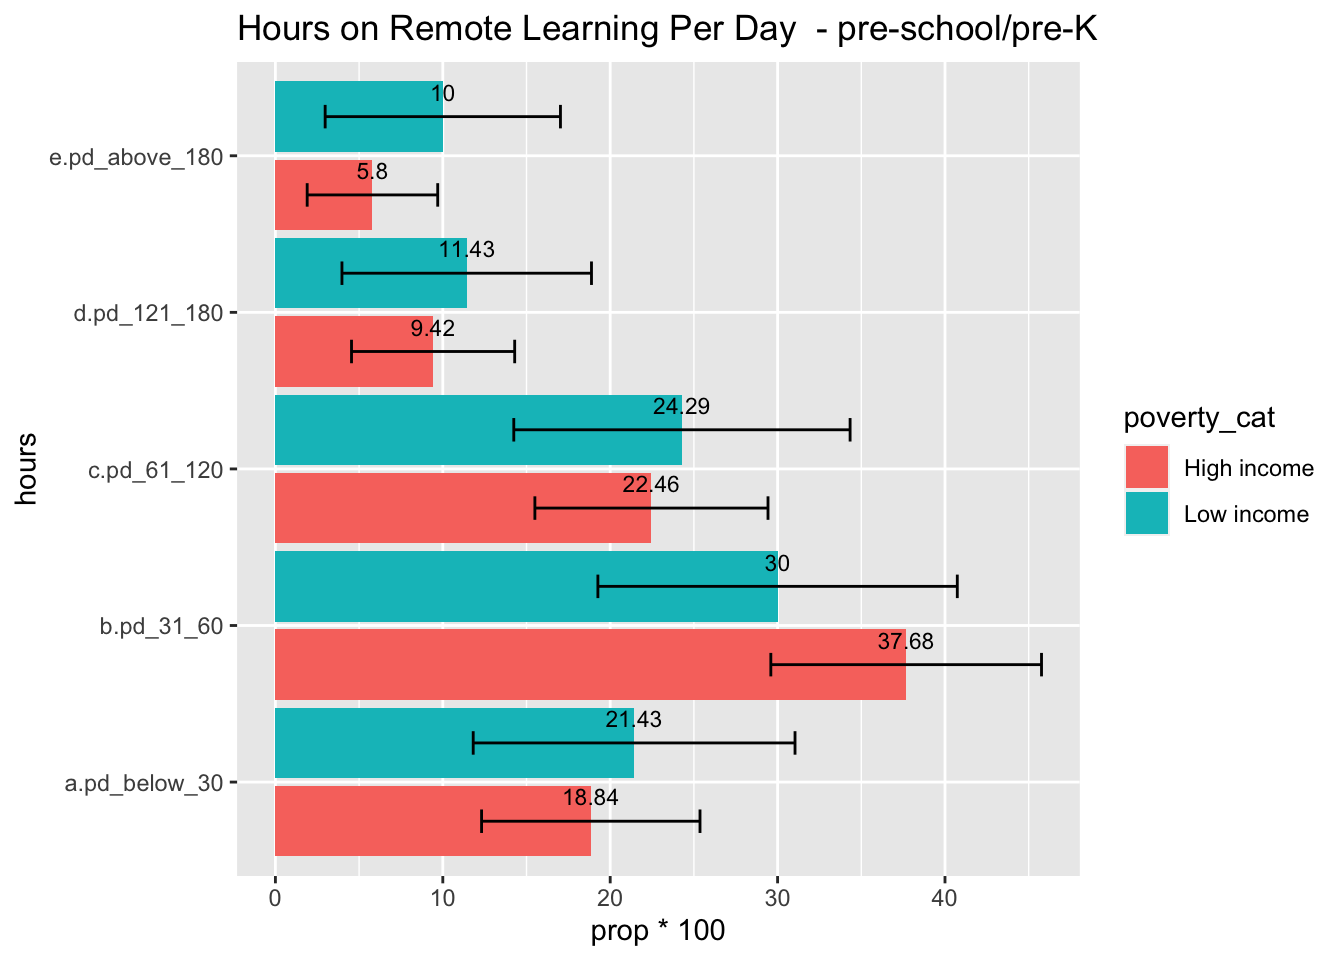 Hours on Remote Learning Per Day  - pre-school/pre-K
hours
e.pd_above_180
d.pd_121_180
c.pd_61_120
b.pd_31_60
a.pd_below_30
10
5.8
11.43
9.42
24.29
22.46
30
37.68
21.43
18.84
0 10 20 30 40
prop * 100
poverty_cat
High income
Low income